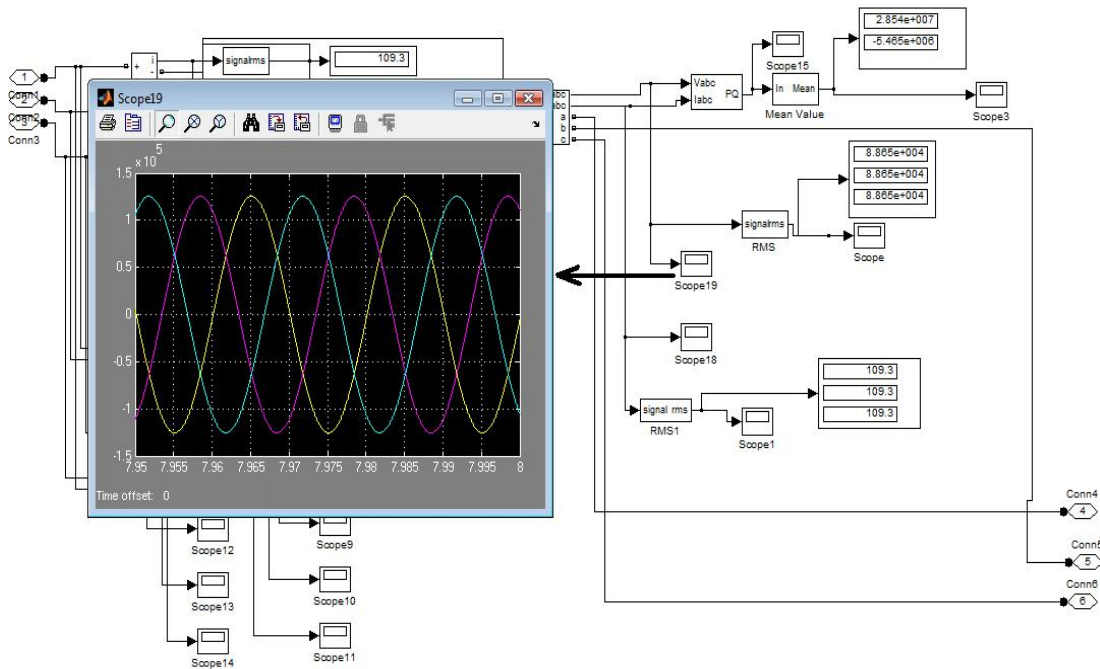 2.854e+007
-5.465e+006
Scope15
signalrms
109.3
+
i
-
1
Conn1
2
Conn2
3
Conn3
Vabc
Iabc
PQ
In Mean
Mean Value
Scope3
abc
abc
a
b
c
Scope19
x 10
5
1.5
1
0.5
0
-0.5
-1
-1.5
7.95 7.955 7.96 7.965 7.97 7.975 7.98 7.985 7.99 7.995 8
Time offset: 0
8.865e+004
8.865e+004
8.865e+004
signalrms
RMS
Scope
Scope19
Scope18
109.3
109.3
109.3
signal rms
RMS1
Scope1
Conn4
4
Conn5
5
Conn6
6
Scope12
Scope9
Scope13
Scope10
Scope14
Scope11